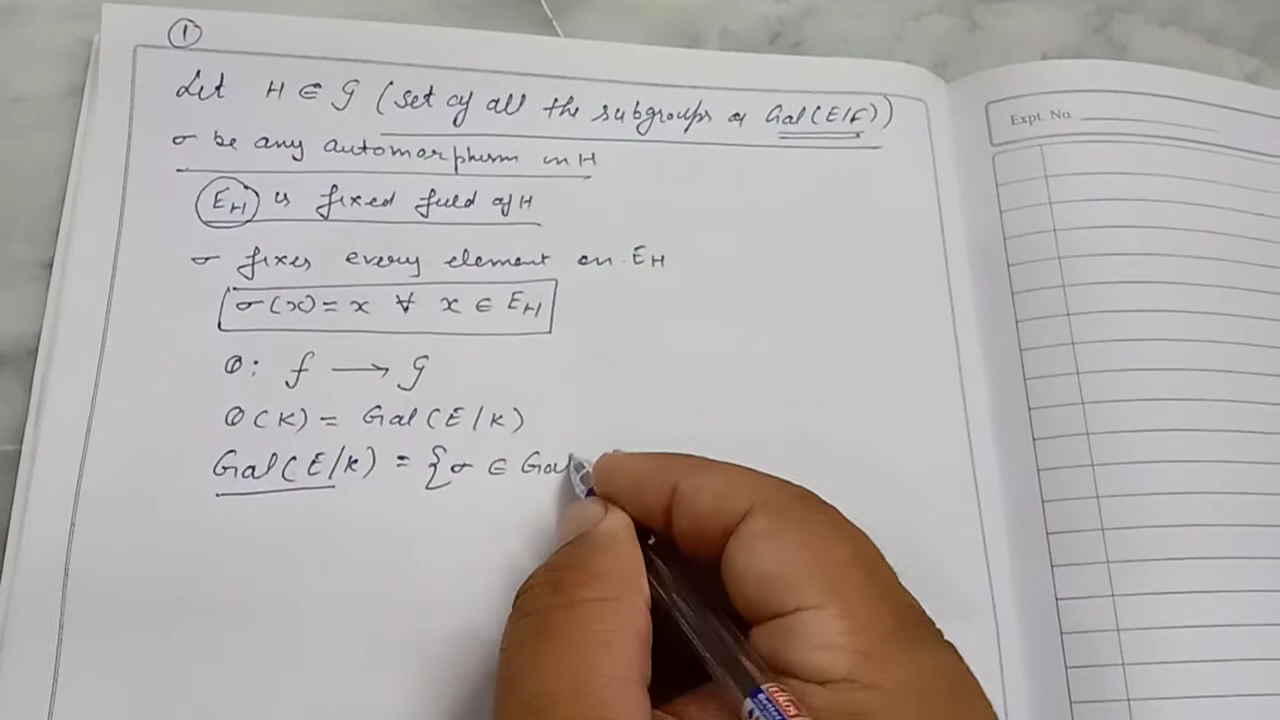 ①
Let H ∈ g (set of all the subgroups of Gal(E/F))
σ be any automorphism in H
E_H is fixed field of H
σ fixes every element on E_H
σ(x) = x ∀ x ∈ E_H
θ: f → g
θ(K) = Gal(E/K)
Gal(E/K) = {σ ∈ Gal
Expt. No.